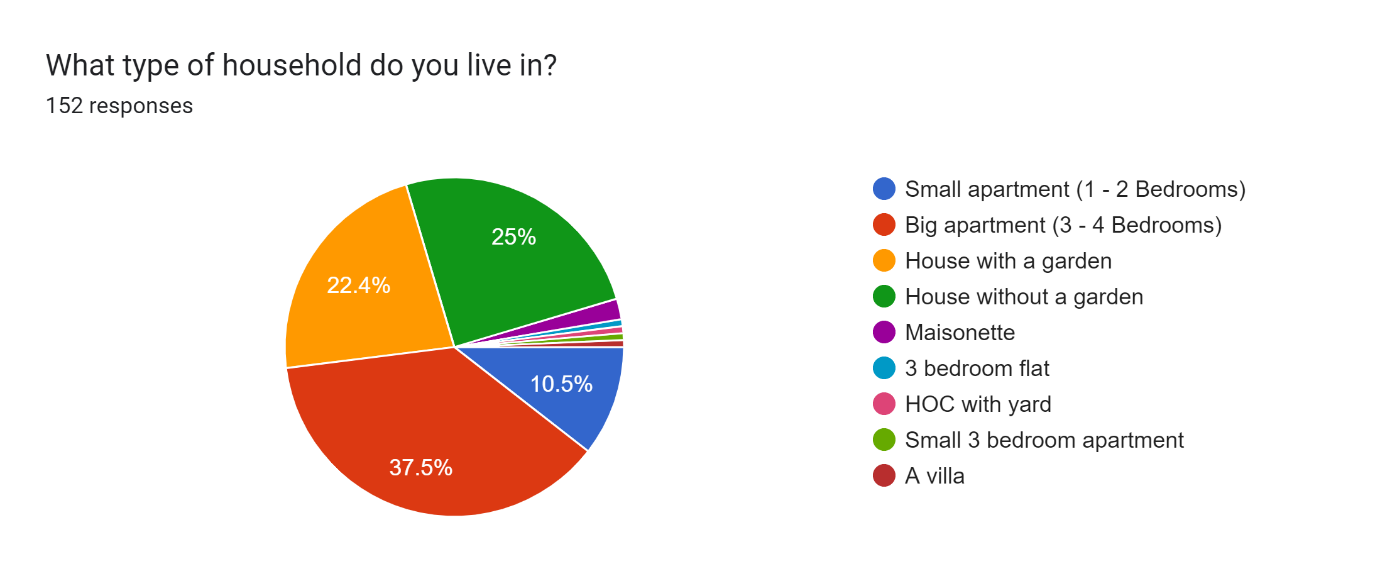 What type of household do you live in?
152 responses
25%
22.4%
10.5%
37.5%
Small apartment (1 - 2 Bedrooms)
Big apartment (3 - 4 Bedrooms)
House with a garden
House without a garden
Maisonette
3 bedroom flat
HOC with yard
Small 3 bedroom apartment
A villa